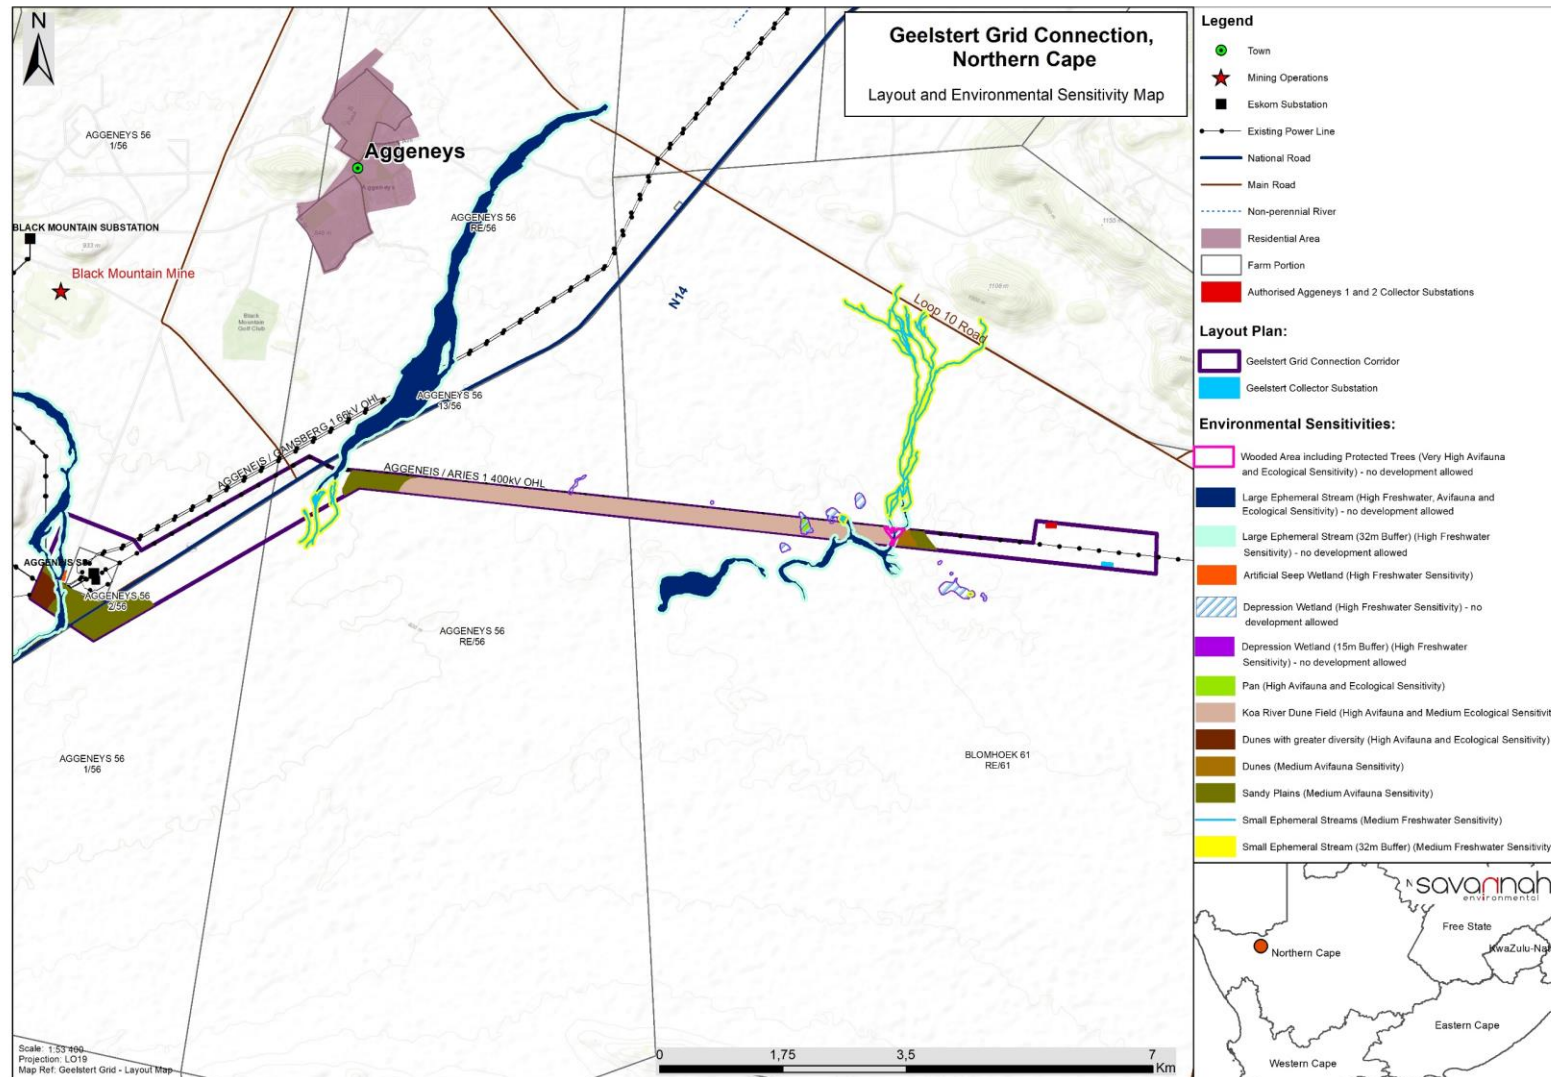 N
Geelstert Grid Connection,
Northern Cape
Layout and Environmental Sensitivity Map
AGGENEYS 56
1/56
Aggeneys
Aggeneys
AGGENEYS 56
RE/56
BLACK MOUNTAIN SUBSTATION
Black Mountain Mine
Black
Mountain
Golf Club
N14
Loop 10 Road
AGGENEYS 56
13/56
AGGENEIS / GAMSBERG 1 66kV OHL
AGGENEIS / ARIES 1 400kV OHL
AGGENEIS SS
AGGENEYS 56
2/56
AGGENEYS 56
RE/56
AGGENEYS 56
1/56
BLOMHOEK 61
RE/61
Scale: 1:53 400
Projection: LO19
Map Ref: Geelstert Grid - Layout Map
0 1,75 3,5 7
Km
Legend
Town
Mining Operations
Eskom Substation
Existing Power Line
National Road
Main Road
Non-perennial River
Residential Area
Farm Portion
Authorised Aggeneys 1 and 2 Collector Substations
Layout Plan:
Geelstert Grid Connection Corridor
Geelstert Collector Substation
Environmental Sensitivities:
Wooded Area including Protected Trees (Very High Avifauna
and Ecological Sensitivity) - no development allowed
Large Ephemeral Stream (High Freshwater, Avifauna and
Ecological Sensitivity) - no development allowed
Large Ephemeral Stream (32m Buffer) (High Freshwater
Sensitivity) - no development allowed
Artificial Seep Wetland (High Freshwater Sensitivity)
Depression Wetland (High Freshwater Sensitivity) - no
development allowed
Depression Wetland (15m Buffer) (High Freshwater
Sensitivity) - no development allowed
Pan (High Avifauna and Ecological Sensitivity)
Koa River Dune Field (High Avifauna and Medium Ecological Sensitivit
Dunes with greater diversity (High Avifauna and Ecological Sensitivity)
Dunes (Medium Avifauna Sensitivity)
Sandy Plains (Medium Avifauna Sensitivity)
Small Ephemeral Streams (Medium Freshwater Sensitivity)
Small Ephemeral Stream (32m Buffer) (Medium Freshwater Sensitivity
savannah
environmental
Free State
KwaZulu-Nat
Northern Cape
Eastern Cape
Western Cape